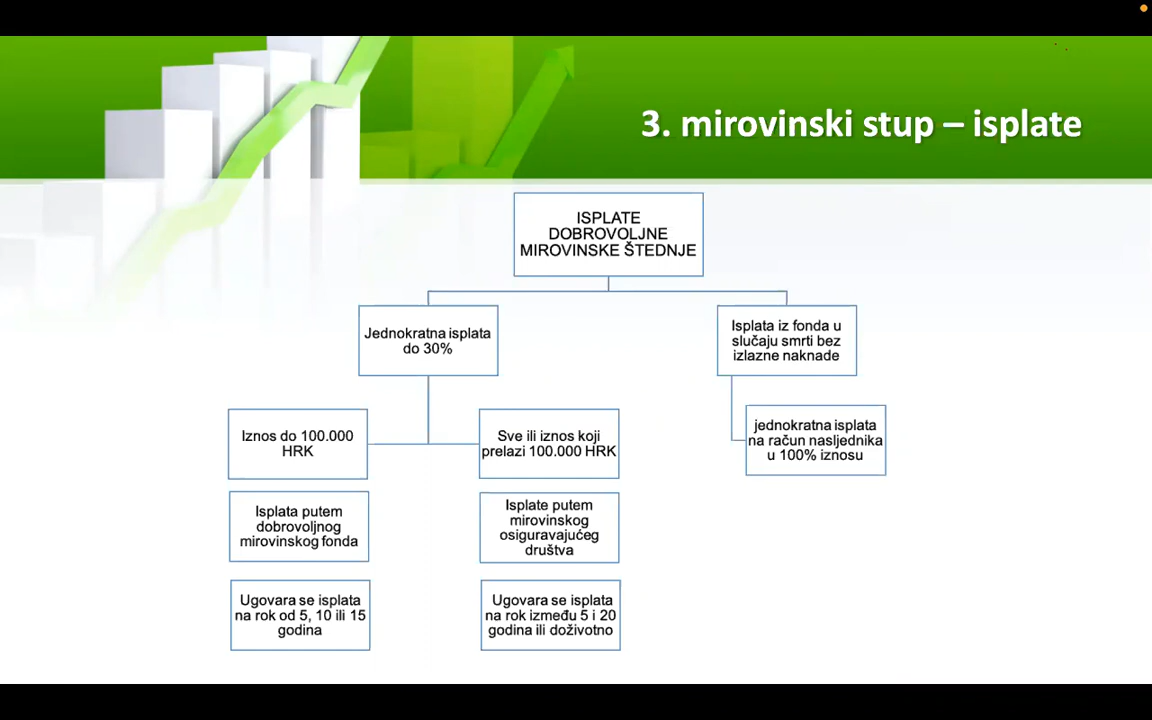 3. mirovinski stup – isplate
ISPLATE
DOBROVOLJNE
MIROVINSKE ŠTEDNJE
Jednokratna isplata
do 30%
Isplata iz fonda u
slučaju smrti bez
izlazne naknade
Iznos do 100.000
HRK
Sve ili iznos koji
prelazi 100.000 HRK
jednokratna isplata
na račun nasljednika
u 100% iznosu
Isplata putem
dobrovoljnog
mirovinskog fonda
Isplate putem
mirovinskog
osiguravajućeg
društva
Ugovara se isplata
na rok od 5, 10 ili 15
godina
Ugovara se isplata
na rok između 5 i 20
godina ili doživotno